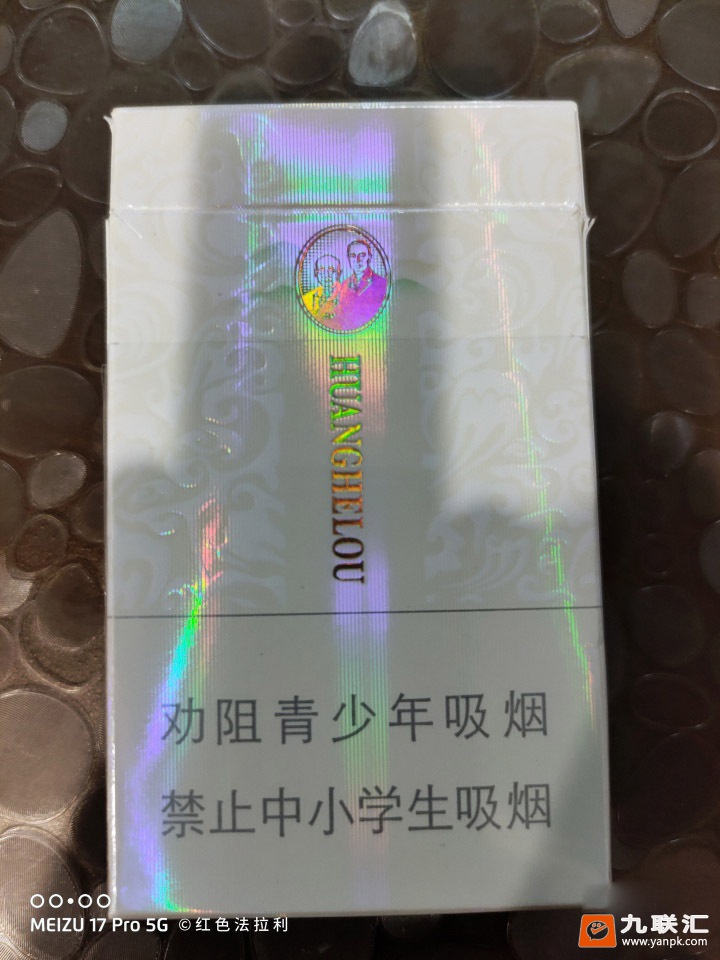 HUANGHELOU
劝阻青少年吸烟
禁止中小学生吸烟
MEIZU 17 Pro 5G ©红色法拉利
九联汇
www.yanpk.com